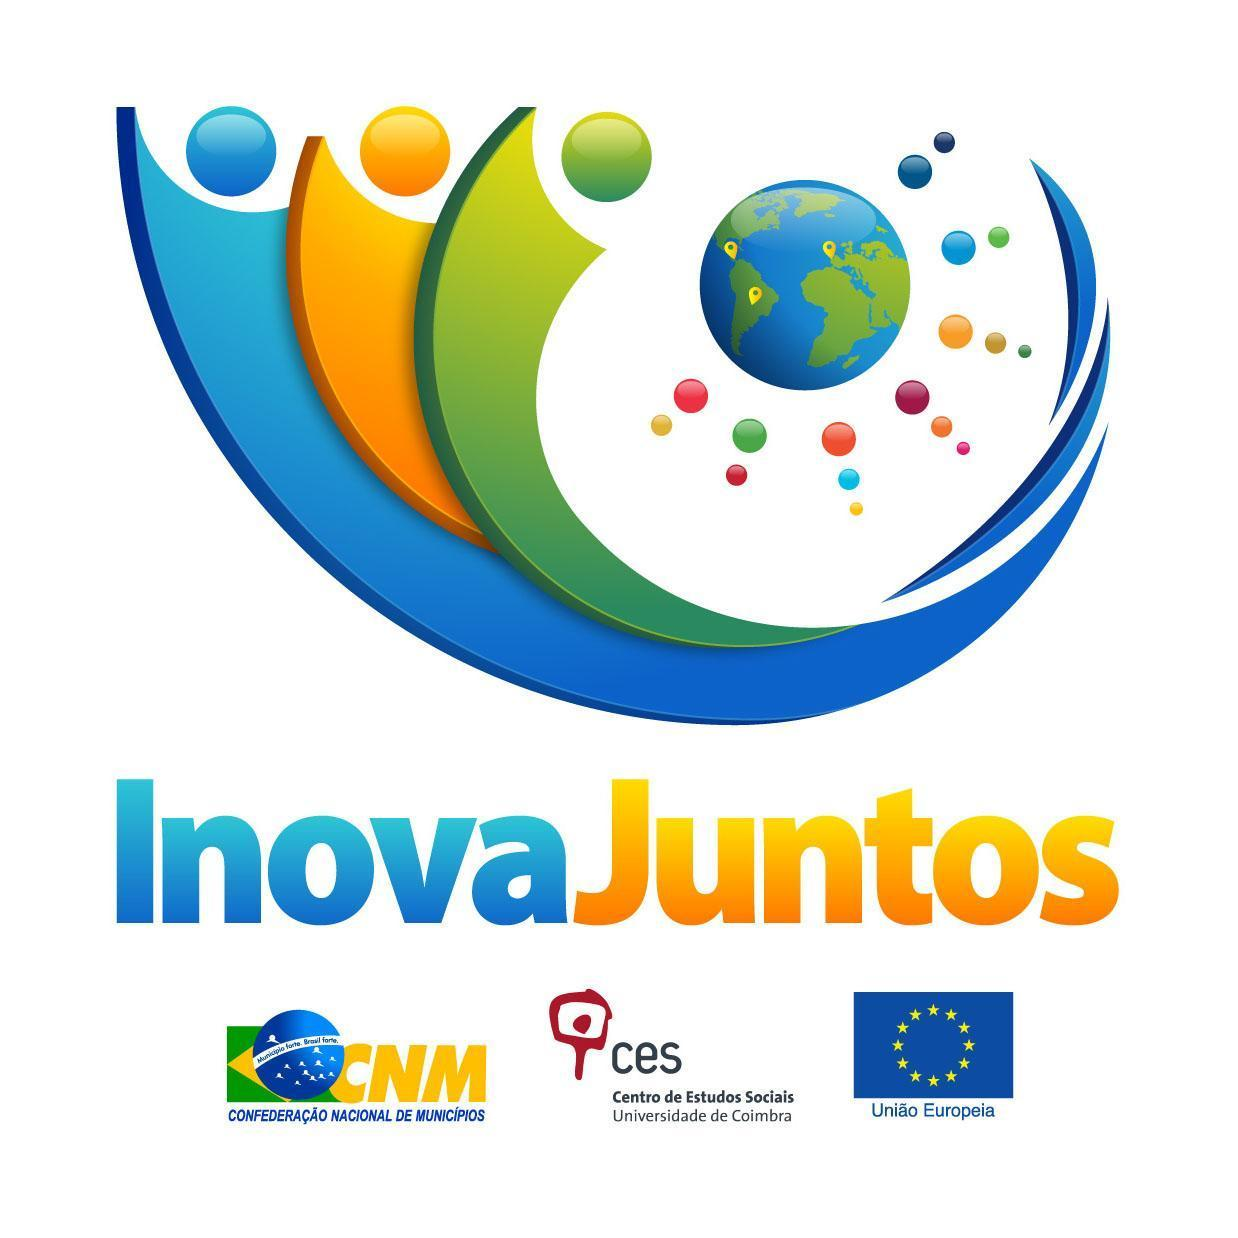 InovaJuntos
Município forte. Brasil forte.
CNM
CONFEDERAÇÃO NACIONAL DE MUNICÍPIOS
ces
Centro de Estudos Sociais
Universidade de Coimbra
União Europeia